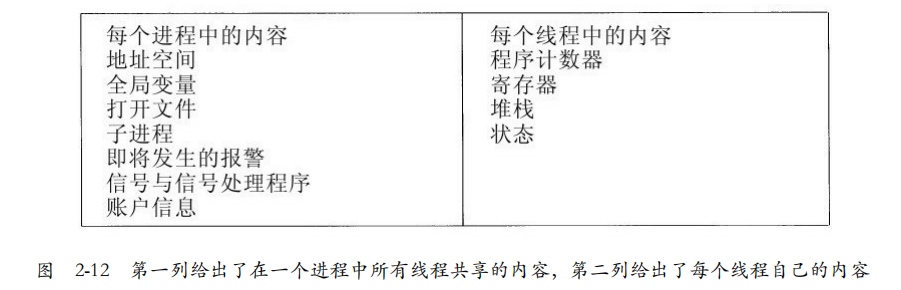 每个进程中的内容
地址空间
全局变量
打开文件
子进程
即将发生的报警
信号与信号处理程序
账户信息
每个线程中的内容
程序计数器
寄存器
堆栈
状态
图 2-12 第一列给出了在一个进程中所有线程共享的内容，第二列给出了每个线程自己的内容